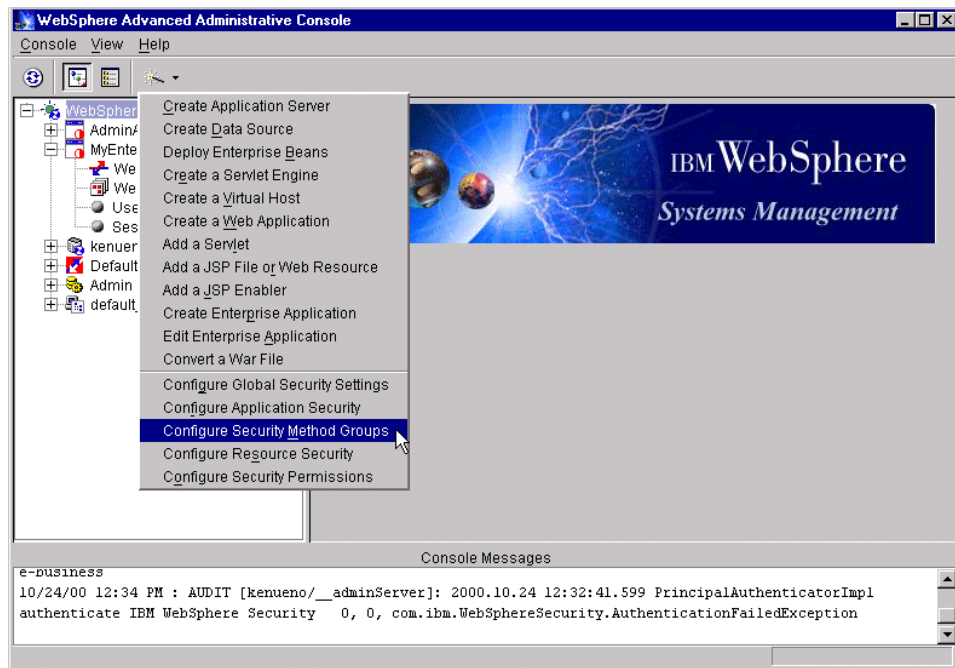 WebSphere Advanced Administrative Console
Console View Help
WebSpher
AdminA
MyEnte
We
We
Use
Ses
kenuer
Default
Admin
default_
Create Application Server
Create Data Source
Deploy Enterprise Beans
Create a Servlet Engine
Create a Virtual Host
Create a Web Application
Add a Servlet
Add a JSP File or Web Resource
Add a JSP Enabler
Create Enterprise Application
Edit Enterprise Application
Convert a War File
Configure Global Security Settings
Configure Application Security
Configure Security Method Groups
Configure Resource Security
Configure Security Permissions
IBM WebSphere
Systems Management
Console Messages
e-business
10/24/00 12:34 PM : AUDIT [kenueno/__adminServer]: 2000.10.24 12:32:41.599 PrincipalAuthenticatorImpl
authenticate IBM WebSphere Security 0, 0, com.ibm.WebSphereSecurity.AuthenticationFailedException